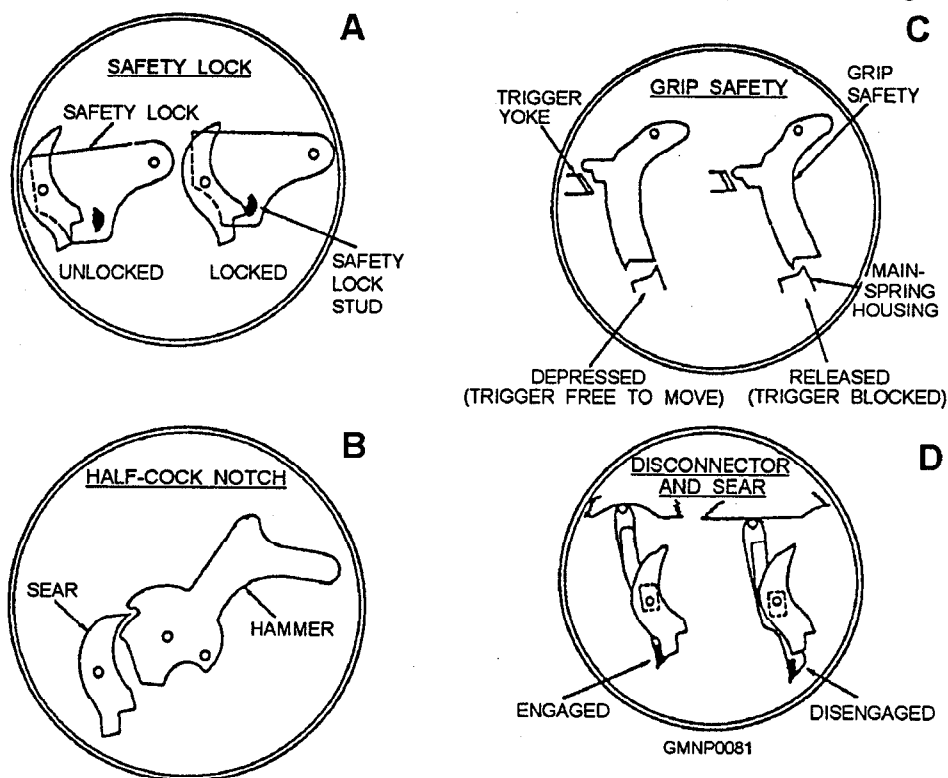 A
SAFETY LOCK
SAFETY LOCK
UNLOCKED
LOCKED
SAFETY
LOCK
STUD
C
GRIP SAFETY
TRIGGER
YOKE
GRIP
SAFETY
MAIN-
SPRING
HOUSING
DEPRESSED
(TRIGGER FREE TO MOVE)
RELEASED
(TRIGGER BLOCKED)
B
HALF-COCK NOTCH
SEAR
HAMMER
D
DISCONNECTOR
AND SEAR
ENGAGED
DISENGAGED
GMNP0081